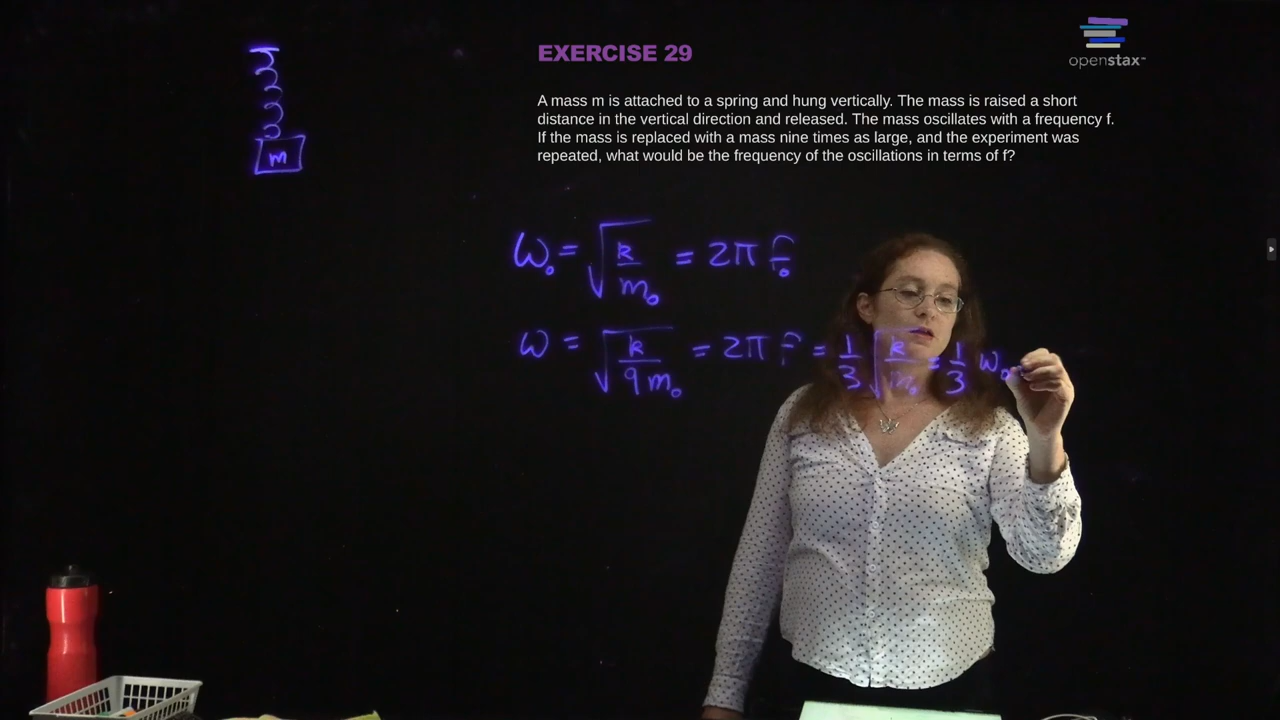 EXERCISE 29
openstax™
A mass m is attached to a spring and hung vertically. The mass is raised a short
distance in the vertical direction and released. The mass oscillates with a frequency f.
If the mass is replaced with a mass nine times as large, and the experiment was
repeated, what would be the frequency of the oscillations in terms of f?
m
ω₀ = √(k/m₀) = 2π f₀
ω = √(k/9m₀) = 2π f = 1/3 √(k/m₀) = 1/3 ω₀